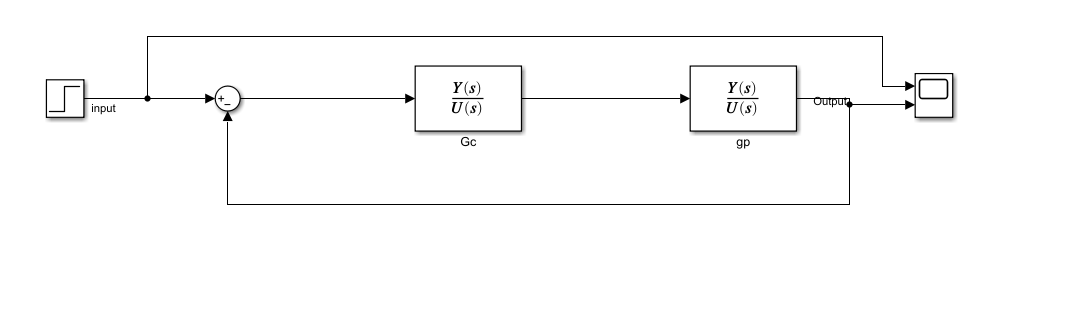 input
+
_
Y(s)
U(s)
Gc
Y(s)
U(s)
gp
Output